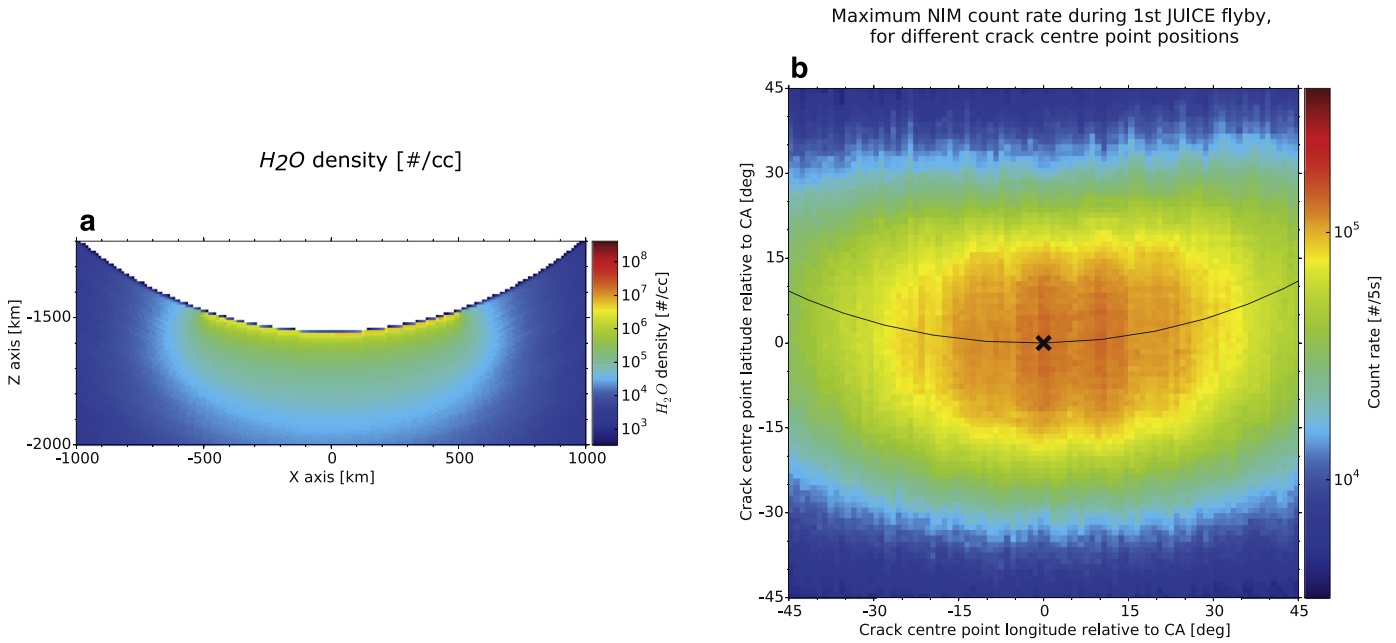 H2O density [#/cc]
a
Z axis [km]
-1500
-2000
-1000
-500
0
500
1000
X axis [km]
10^8
10^7
10^6
10^5
10^4
10^3
H_2O density [#/cc]
Maximum NIM count rate during 1st JUICE flyby,
for different crack centre point positions
b
Crack centre point latitude relative to CA [deg]
45
30
15
0
-15
-30
-45
-45
-30
-15
0
15
30
45
Crack centre point longitude relative to CA [deg]
10^5
10^4
Count rate [#/5s]